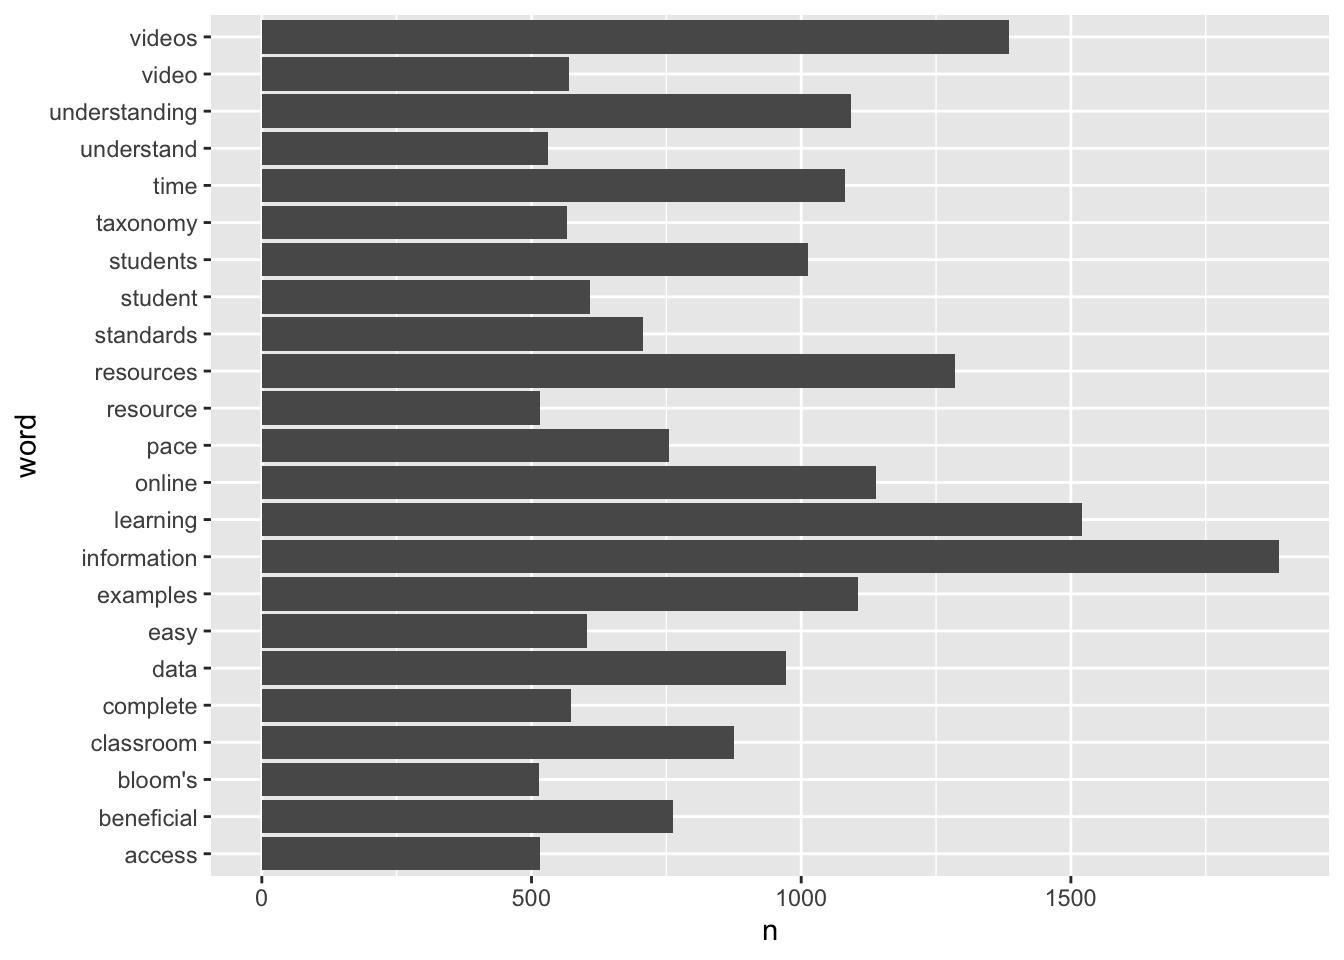 videos
video
understanding
understand
time
taxonomy
students
student
standards
resources
resource
pace
online
learning
information
examples
easy
data
complete
classroom
bloom's
beneficial
access
word
0 500 1000 1500
n